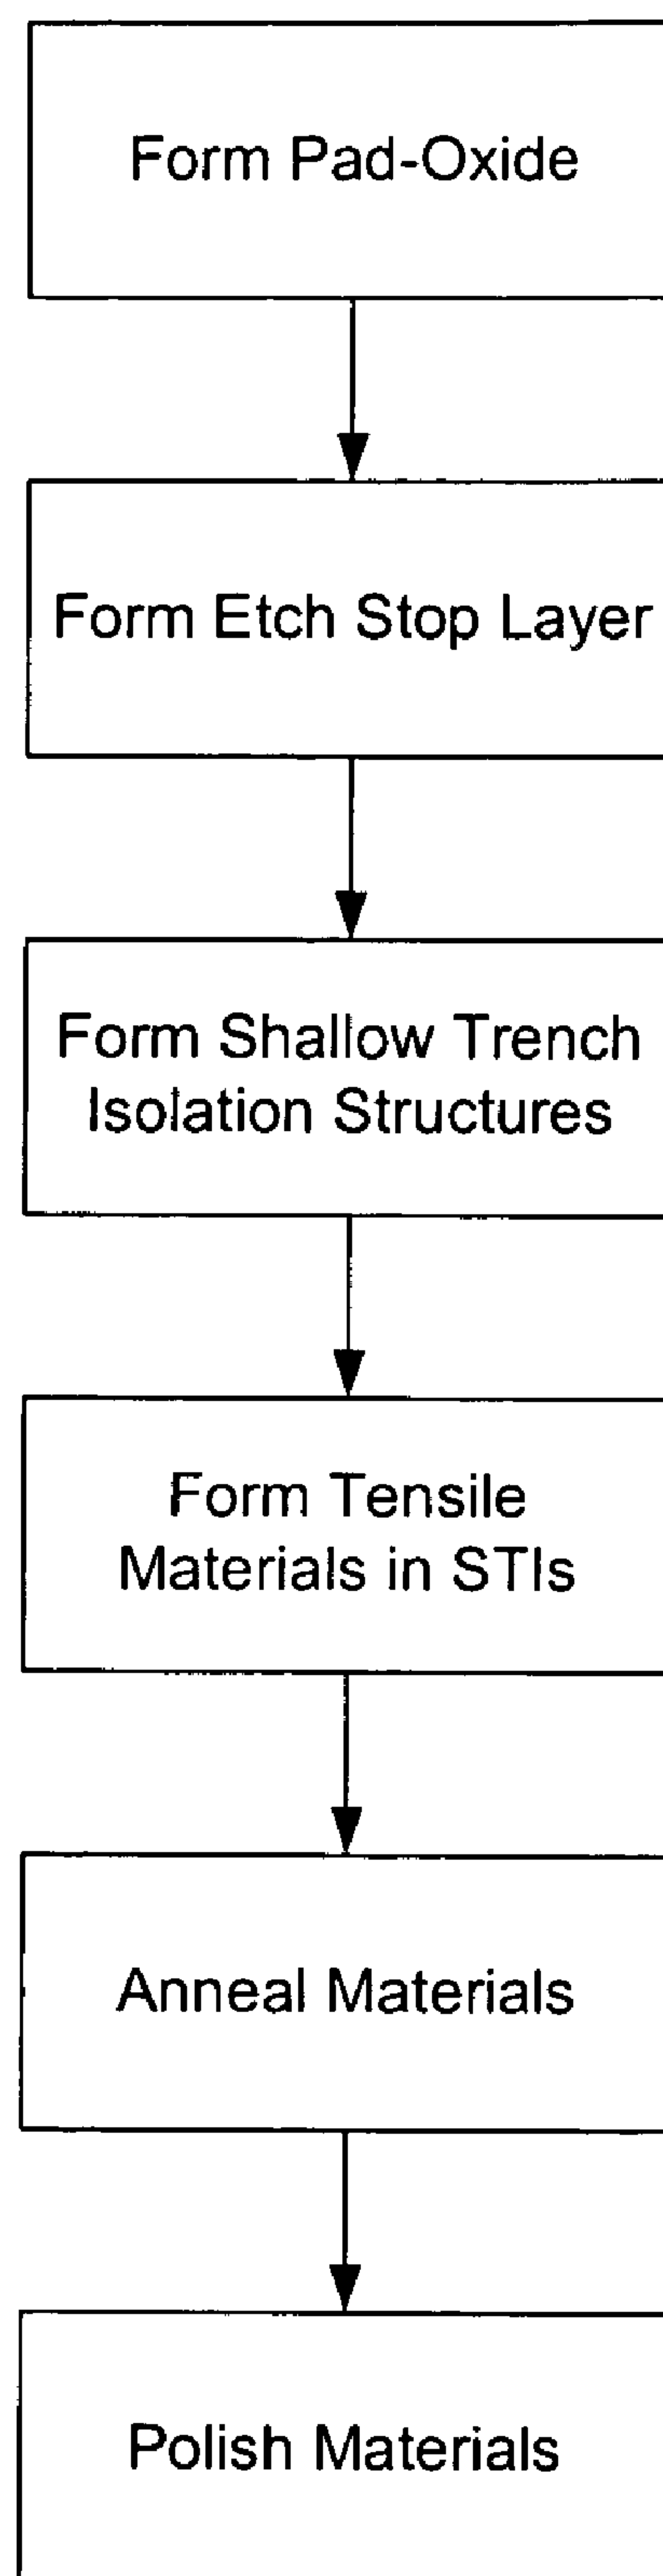 Form Pad-Oxide
Form Etch Stop Layer
Form Shallow Trench
Isolation Structures
Form Tensile
Materials in STIs
Anneal Materials
Polish Materials